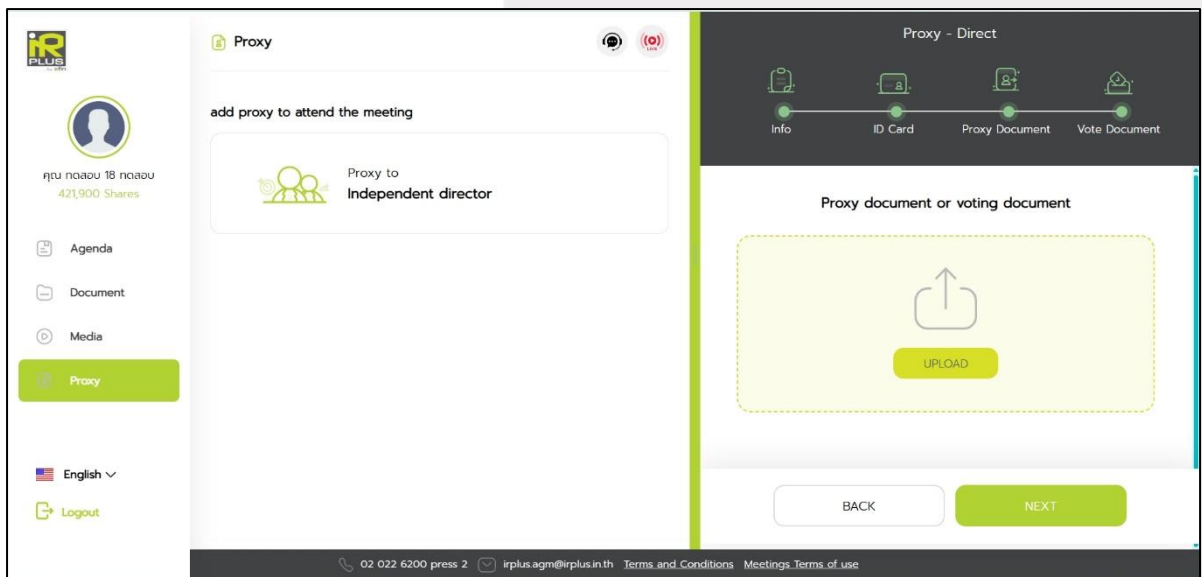 iR
PLUS
by efin
คุณ ทดสอบ 18 ทดสอบ
421,900 Shares
Agenda
Document
Media
Proxy
English
Logout
Proxy
LIVE
add proxy to attend the meeting
Proxy to
Independent director
Proxy - Direct
Info
ID Card
Proxy Document
Vote Document
Proxy document or voting document
UPLOAD
BACK
NEXT
02 022 6200 press 2 irplus.agm@irplus.in.th Terms and Conditions Meetings Terms of use